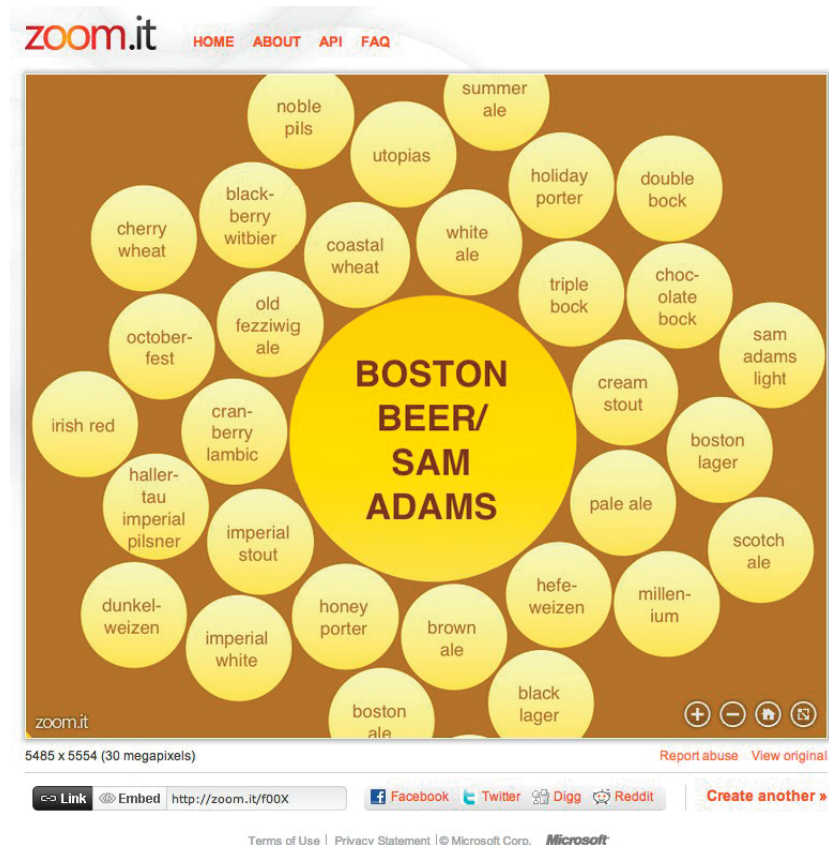 zoom.it
HOME ABOUT API FAQ
noble
pils
summer
ale
utopias
holiday
porter
double
bock
black-
berry
witbier
cherry
wheat
coastal
wheat
white
ale
triple
bock
choc-
olate
bock
old
fezziwig
ale
october-
fest
sam
adams
light
BOSTON
BEER/
SAM
ADAMS
cream
stout
irish red
cran-
berry
lambic
boston
lager
haller-
tau
imperial
pilsner
pale ale
imperial
stout
scotch
ale
dunkel-
weizen
honey
porter
hefe-
weizen
millen-
ium
imperial
white
brown
ale
black
lager
boston
ale
zoom.it
5485 x 5554 (30 megapixels)
Report abuse View original
Link Embed http://zoom.it/f00X
Facebook Twitter Digg Reddit
Create another »
Terms of Use | Privacy Statement | © Microsoft Corp. Microsoft